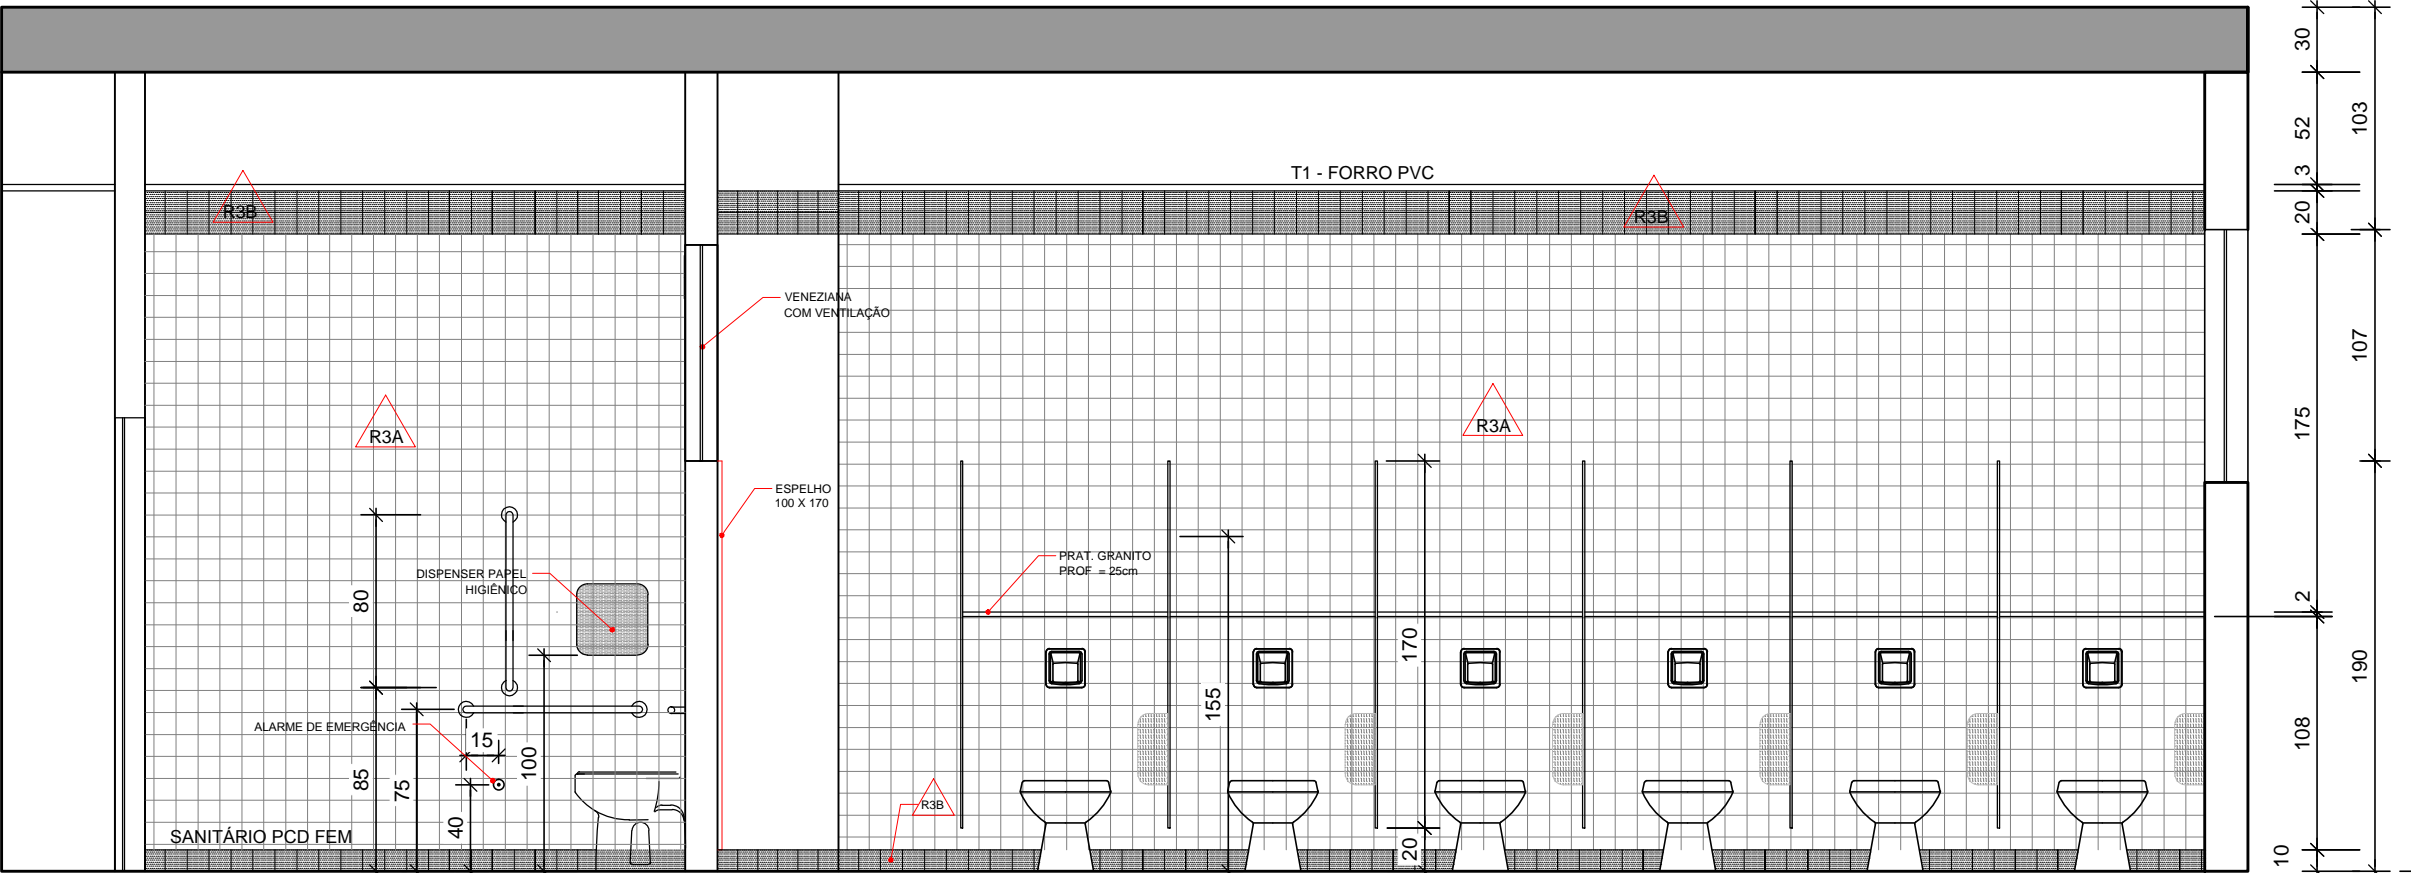 30
52
103
3
T1 - FORRO PVC
R3B
R3B
20
VENEZIANA
COM VENTILAÇÃO
107
R3A
R3A
175
ESPELHO
100 X 170
PRAT. GRANITO
PROF = 25cm
DISPENSER PAPEL
HIGIÊNICO
80
2
170
190
155
ALARME DE EMERGÊNCIA
15
108
100
85
75
40
R3B
SANITÁRIO PCD FEM
20
10